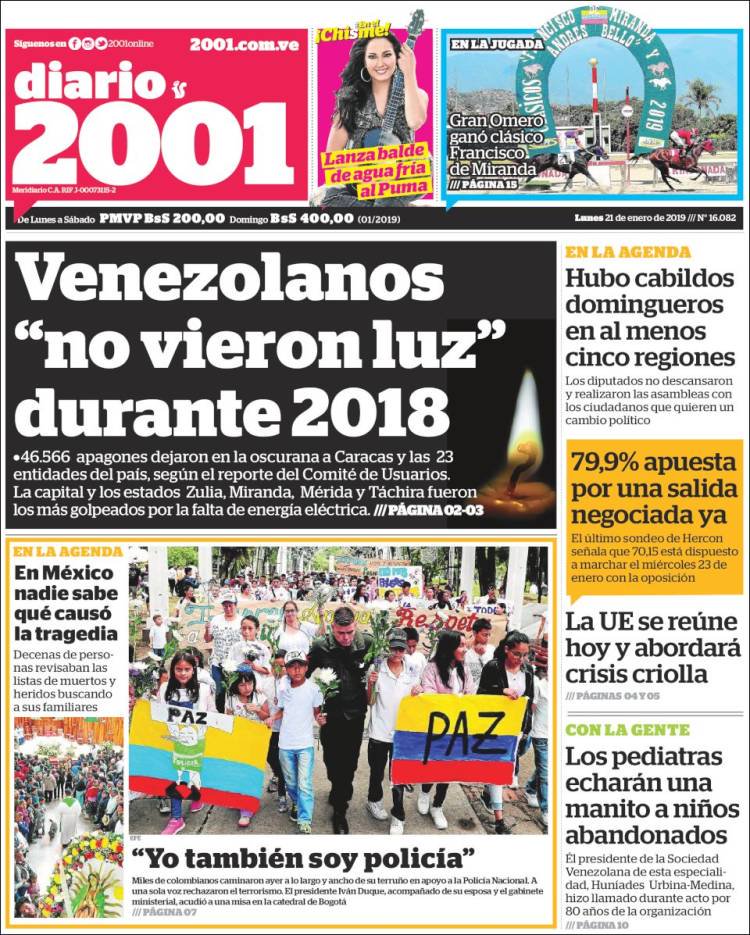 Síguenos en 2001online
2001.com.ve
diario
2001
Meridiario C.A. RIF J-00073115-2
¡En el
¡Chisme!
Lanza balde
de agua fría
al Puma
EN LA JUGADA
FRANCISCO DE MIRANDA Y
ANDRES BELLO
CLÁSICOS
2019
Gran Omero
ganó clásico
Francisco
de Miranda
/// PÁGINA 15
De Lunes a Sábado PMVP BsS 200,00 Domingo BsS 400,00 (01/2019)
Lunes 21 de enero de 2019 /// N° 16.082
Venezolanos
“no vieron luz”
durante 2018
•46.566 apagones dejaron en la oscurana a Caracas y las 23
entidades del país, según el reporte del Comité de Usuarios.
La capital y los estados Zulia, Miranda, Mérida y Táchira fueron
los más golpeados por la falta de energía eléctrica. /// PÁGINA 02-03
EN LA AGENDA
Hubo cabildos
domingueros
en al menos
cinco regiones
Los diputados no descansaron
y realizaron las asambleas con
los ciudadanos que quieren un
cambio político
79,9% apuesta
por una salida
negociada ya
El último sondeo de Hercon
señala que 70,15 está dispuesto
a marchar el miércoles 23 de
enero con la oposición
La UE se reúne
hoy y abordará
crisis criolla
/// PÁGINAS 04 Y 05
CON LA GENTE
Los pediatras
echarán una
manito a niños
abandonados
Él presidente de la Sociedad
Venezolana de esta especiali-
dad, Huníades Urbina-Medina,
hizo llamado durante acto por
80 años de la organización
/// PÁGINA 10
EN LA AGENDA
En México
nadie sabe
qué causó
la tragedia
Decenas de perso-
nas revisaban las
listas de muertos y
heridos buscando
a sus familiares
Respet
PAZ
POLICIA
PAZ
EFE
“Yo también soy policía”
Miles de colombianos caminaron ayer a lo largo y ancho de su terruño en apoyo a la Policía Nacional. A
una sola voz rechazaron el terrorismo. El presidente Iván Duque, acompañado de su esposa y el gabinete
ministerial, acudió a una misa en la catedral de Bogotá
/// PÁGINA 07